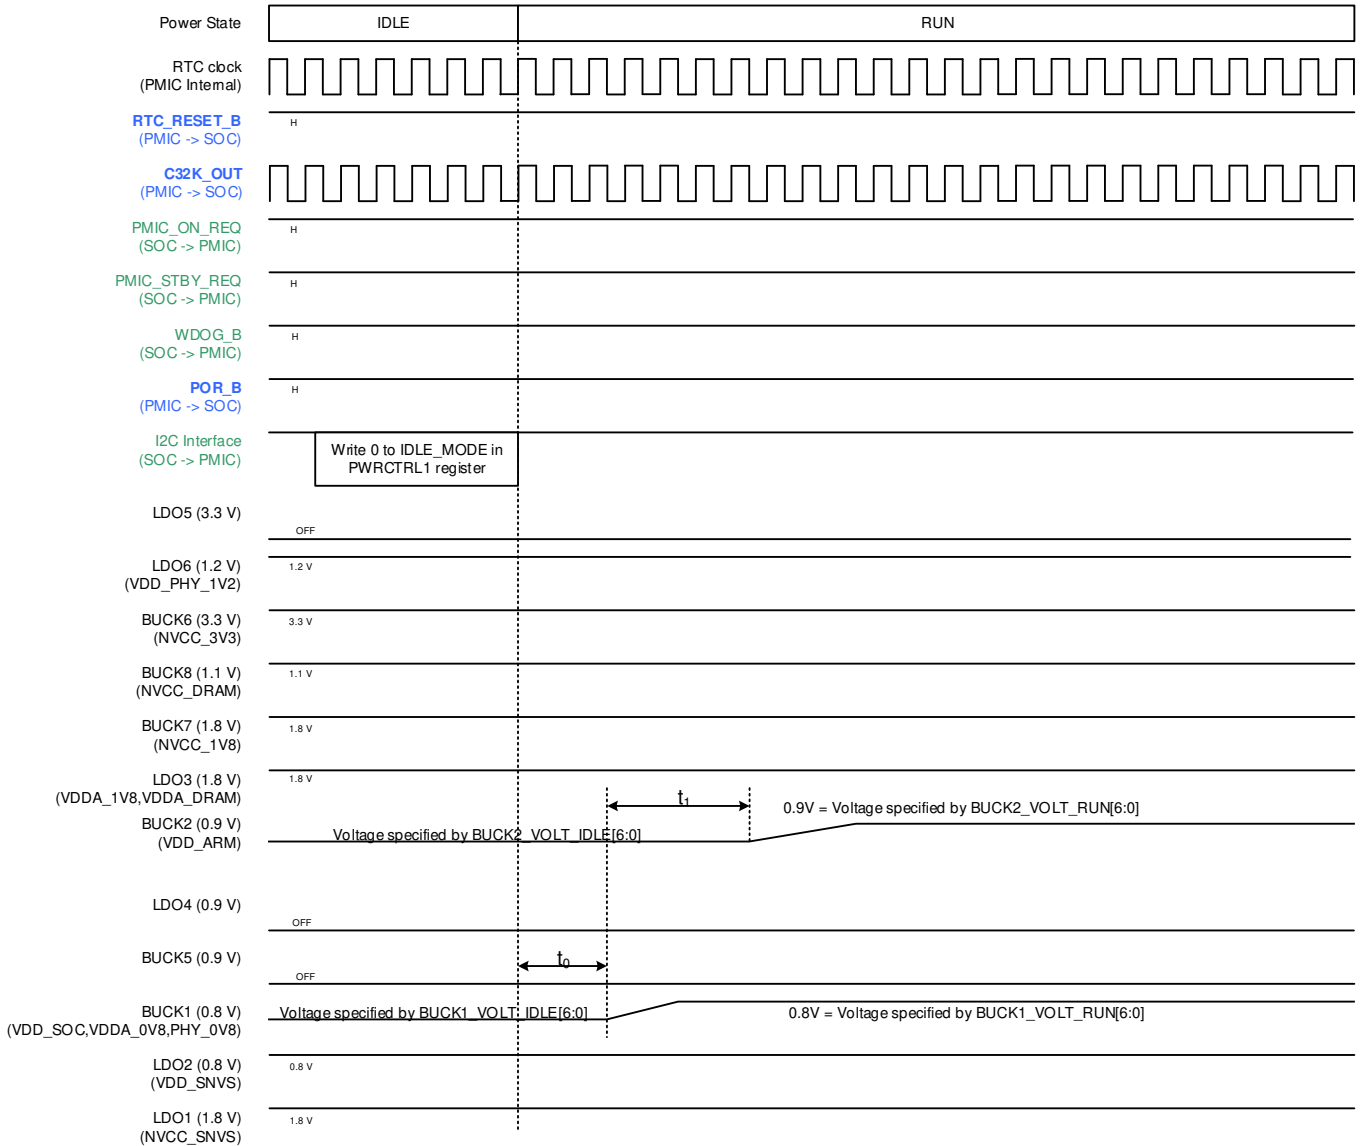 Power State
IDLE
RUN
RTC clock
(PMIC Internal)
RTC_RESET_B
(PMIC -> SOC)
H
C32K_OUT
(PMIC -> SOC)
PMIC_ON_REQ
(SOC -> PMIC)
H
PMIC_STBY_REQ
(SOC -> PMIC)
H
WDOG_B
(SOC -> PMIC)
H
POR_B
(PMIC -> SOC)
H
I2C Interface
(SOC -> PMIC)
Write 0 to IDLE_MODE in
PWRCTRL1 register
LDO5 (3.3 V)
OFF
LDO6 (1.2 V)
(VDD_PHY_1V2)
1.2 V
BUCK6 (3.3 V)
(NVCC_3V3)
3.3 V
BUCK8 (1.1 V)
(NVCC_DRAM)
1.1 V
BUCK7 (1.8 V)
(NVCC_1V8)
1.8 V
LDO3 (1.8 V)
(VDDA_1V8,VDDA_DRAM)
1.8 V
t1
BUCK2 (0.9 V)
(VDD_ARM)
Voltage specified by BUCK2_VOLT_IDLE[6:0]
0.9V = Voltage specified by BUCK2_VOLT_RUN[6:0]
LDO4 (0.9 V)
OFF
BUCK5 (0.9 V)
OFF
t0
BUCK1 (0.8 V)
(VDD_SOC,VDDA_0V8,PHY_0V8)
Voltage specified by BUCK1_VOLT_IDLE[6:0]
0.8V = Voltage specified by BUCK1_VOLT_RUN[6:0]
LDO2 (0.8 V)
(VDD_SNVS)
0.8 V
LDO1 (1.8 V)
(NVCC_SNVS)
1.8 V